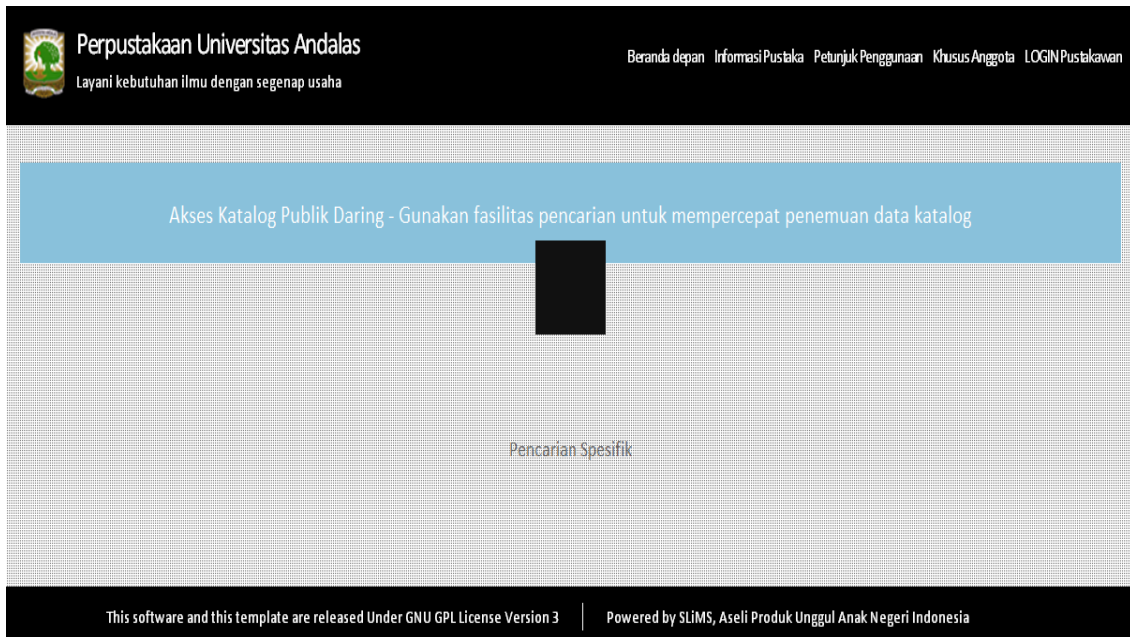 Perpustakaan Universitas Andalas
Layani kebutuhan ilmu dengan segenap usaha
Beranda depan Informasi Pustaka Petunjuk Penggunaan Khusus Anggota LOGIN Pustakawan
Akses Katalog Publik Daring - Gunakan fasilitas pencarian untuk mempercepat penemuan data katalog
Pencarian Spesifik
This software and this template are released Under GNU GPL License Version 3
Powered by SLiMS, Aseli Produk Unggul Anak Negeri Indonesia